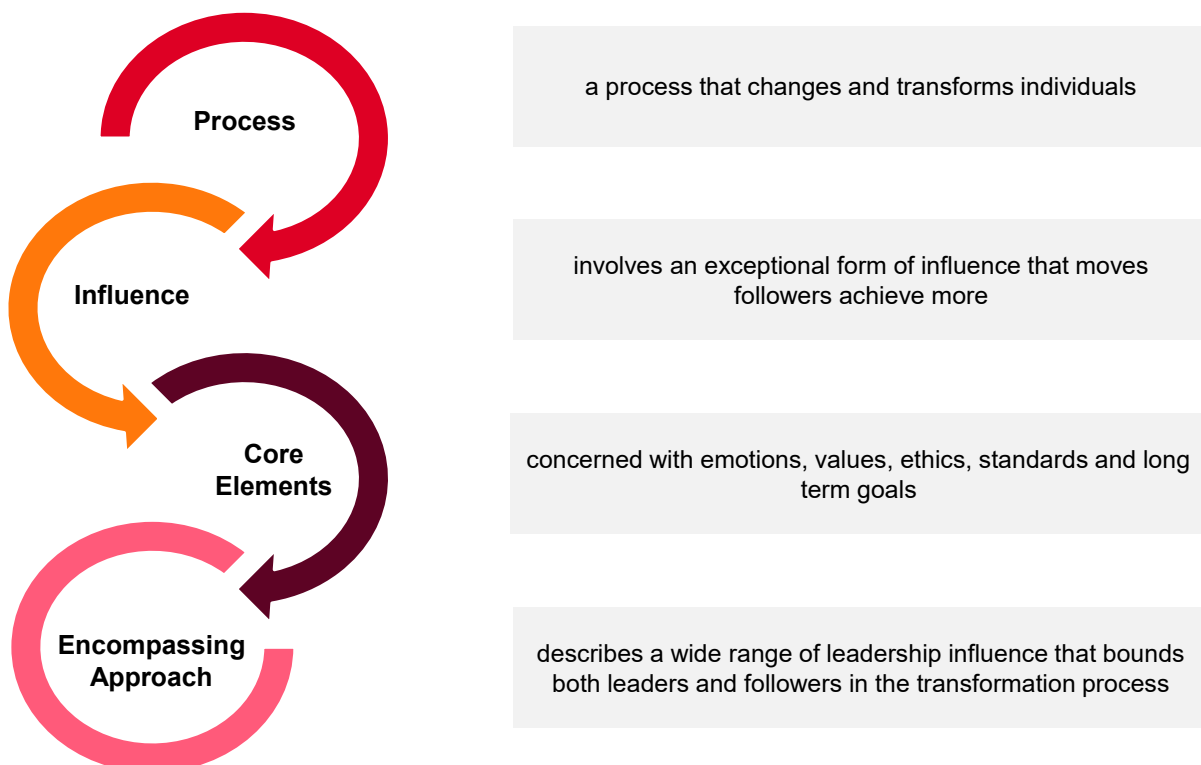 Process
a process that changes and transforms individuals
Influence
involves an exceptional form of influence that moves
followers achieve more
Core
Elements
concerned with emotions, values, ethics, standards and long
term goals
Encompassing
Approach
describes a wide range of leadership influence that bounds
both leaders and followers in the transformation process